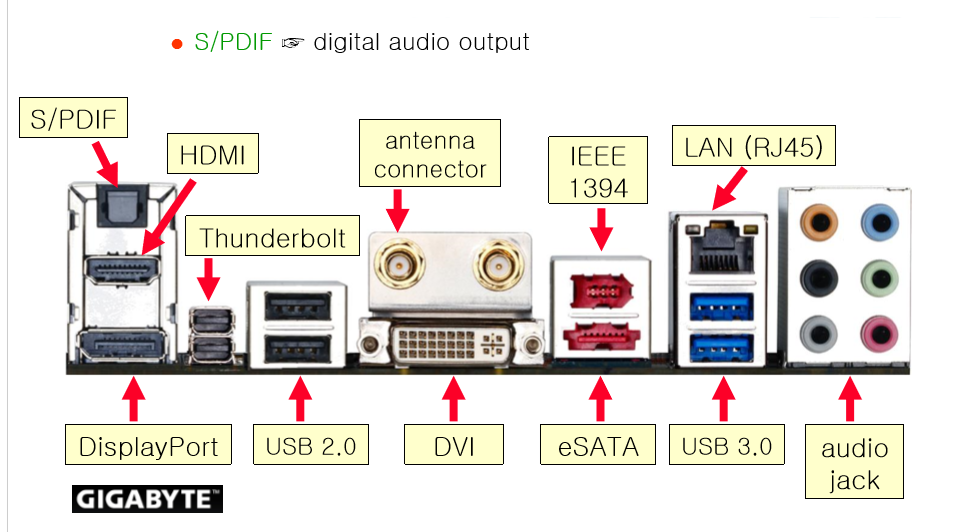 • S/PDIF ☞ digital audio output
S/PDIF
HDMI
Thunderbolt
antenna
connector
IEEE
1394
LAN (RJ45)
DisplayPort
USB 2.0
DVI
eSATA
USB 3.0
audio
jack
GIGABYTE™